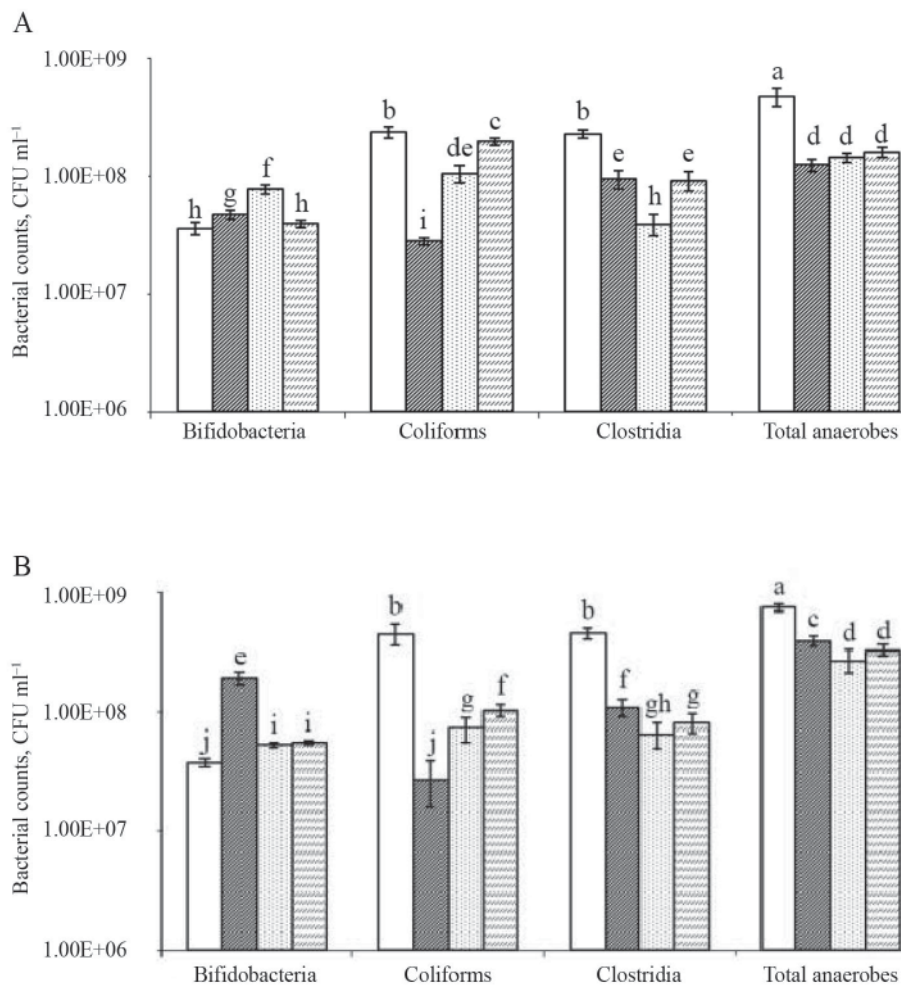 A
1.00E+09
1.00E+08
1.00E+07
1.00E+06
Bacterial counts, CFU ml⁻¹
h g f h
b i de c
b e h e
a d d d
Bifidobacteria Coliforms Clostridia Total anaerobes
B
1.00E+09
1.00E+08
1.00E+07
1.00E+06
Bacterial counts, CFU ml⁻¹
j e i i
b j g f
b f gh g
a c d d
Bifidobacteria Coliforms Clostridia Total anaerobes